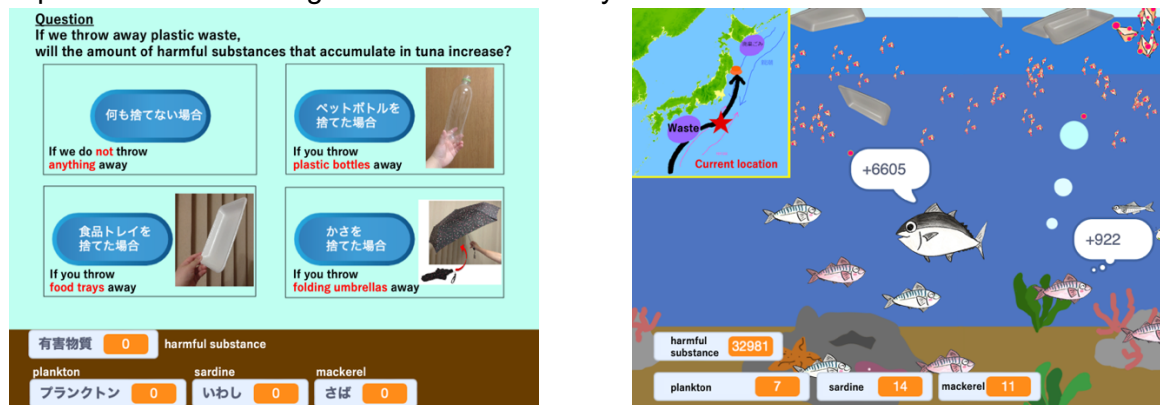 Question
If we throw away plastic waste,
will the amount of harmful substances that accumulate in tuna increase?
何も捨てない場合
If we do not throw
anything away
ペットボトルを
捨てた場合
If you throw
plastic bottles away
食品トレイを
捨てた場合
If you throw
food trays away
かさを
捨てた場合
If you throw
folding umbrellas away
有害物質 0 harmful substance
plankton sardine mackerel
プランクトン 0 いわし 0 さば 0
Waste
Current location
+6605
+922
harmful
substance 32981
plankton 7 sardine 14 mackerel 11